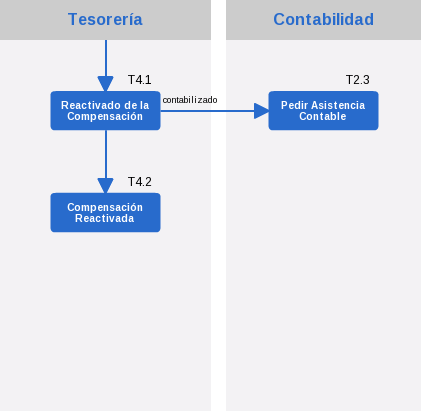 Tesorería
Contabilidad
T4.1
T2.3
Reactivado de la
Compensación
contabilizado
Pedir Asistencia
Contable
T4.2
Compensación
Reactivada